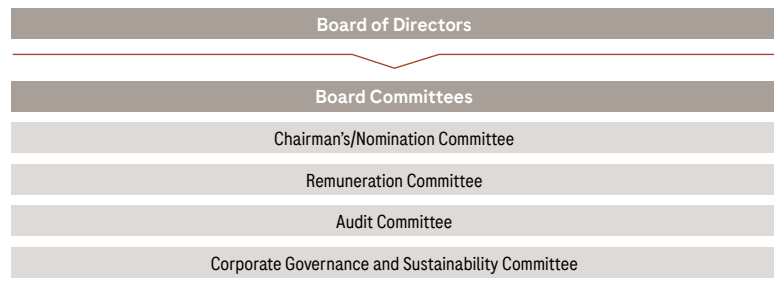 Board of Directors
Board Committees
Chairman's/Nomination Committee
Remuneration Committee
Audit Committee
Corporate Governance and Sustainability Committee